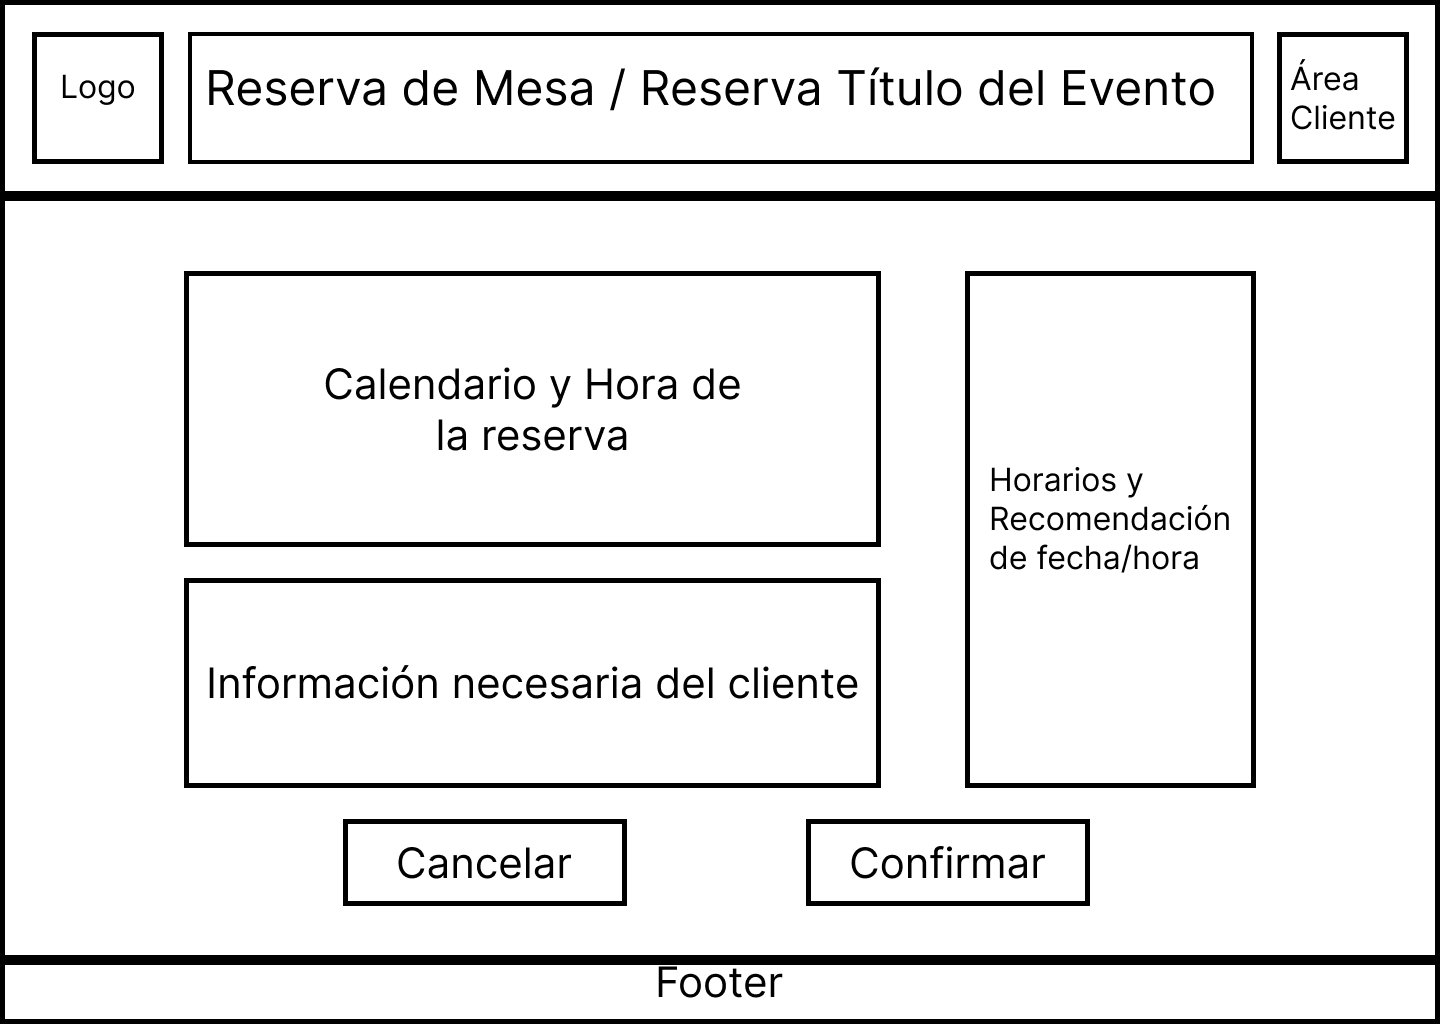 Logo
Reserva de Mesa / Reserva Título del Evento
Área
Cliente
Calendario y Hora de
la reserva
Horarios y
Recomendación
de fecha/hora
Información necesaria del cliente
Cancelar
Confirmar
Footer